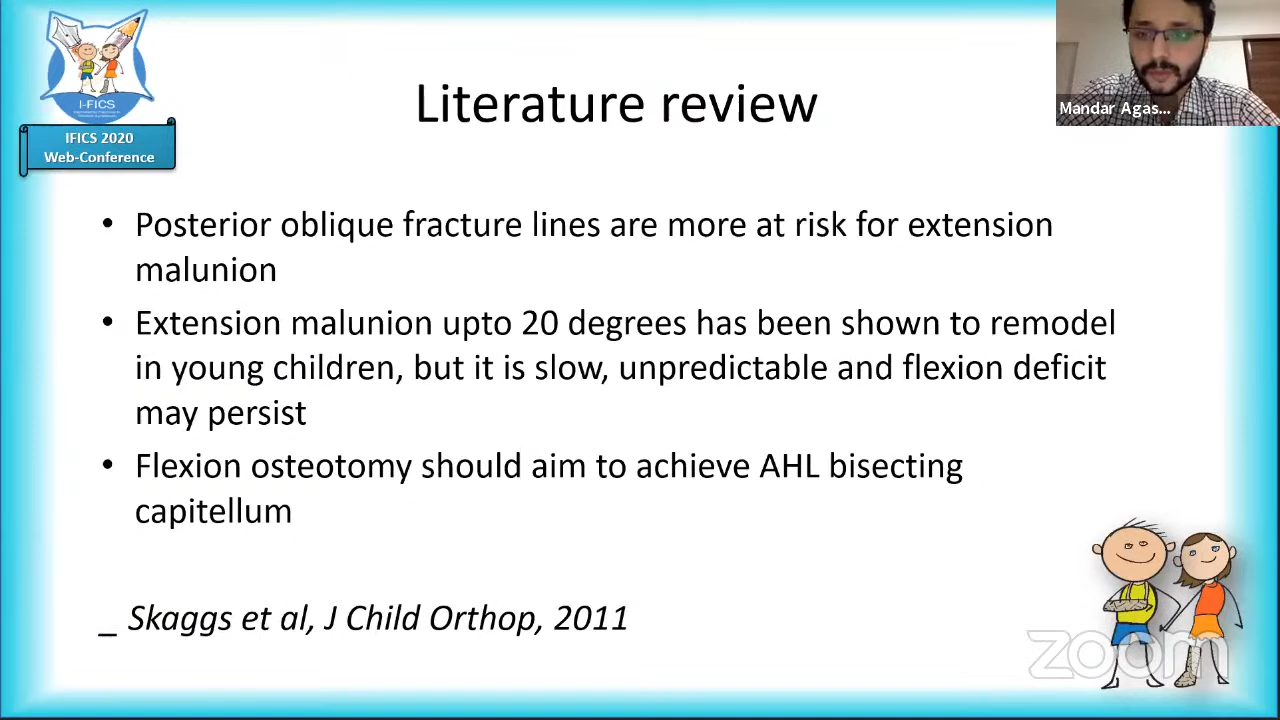 I-FICS
IFICS 2020
Web-Conference
Mandar Agas...
Literature review
• Posterior oblique fracture lines are more at risk for extension
malunion
• Extension malunion upto 20 degrees has been shown to remodel
in young children, but it is slow, unpredictable and flexion deficit
may persist
• Flexion osteotomy should aim to achieve AHL bisecting
capitellum
_ Skaggs et al, J Child Orthop, 2011
zoom